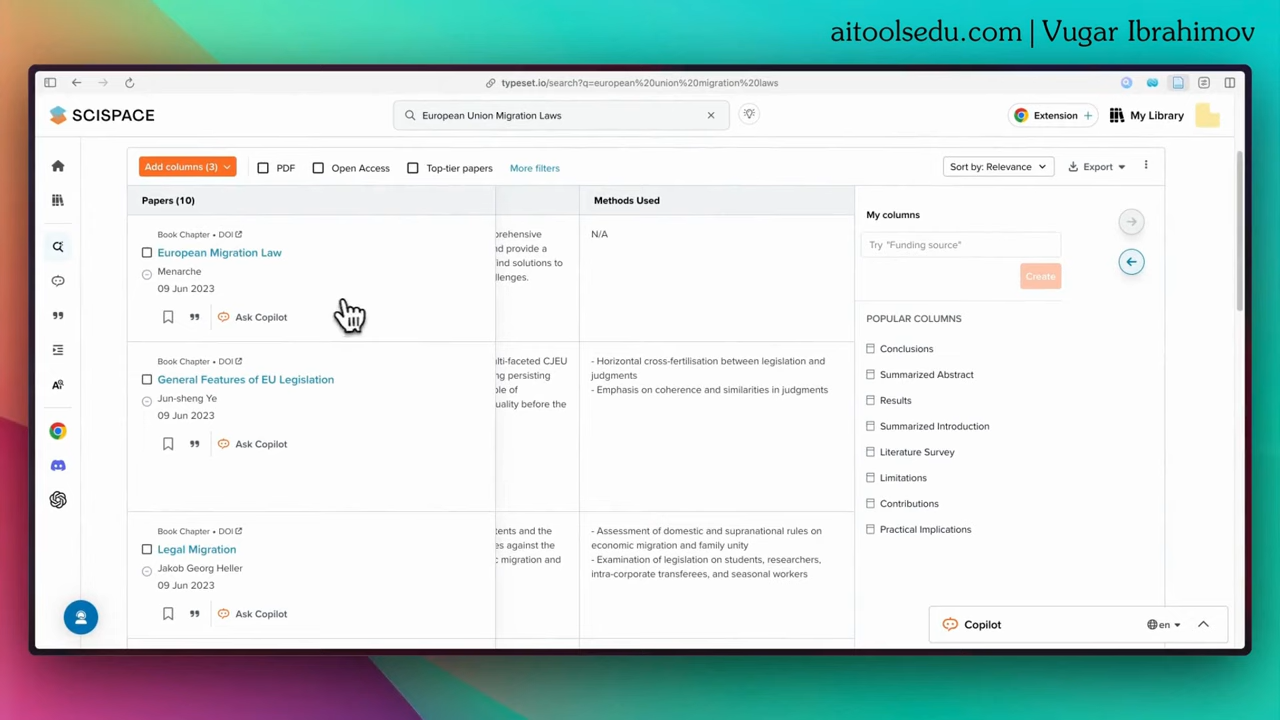 aitoolsedu.com | Vugar Ibrahimov
typeset.io/search?q=european%20union%20migration%20laws
SCISPACE
European Union Migration Laws
Extension +
My Library
Add columns (3)
PDF
Open Access
Top-tier papers
More filters
Sort by: Relevance
Export
Papers (10)
Methods Used
Book Chapter • DOI
European Migration Law
Menarche
09 Jun 2023
Ask Copilot
prehensive
nd provide a
find solutions to
llenges.
N/A
Book Chapter • DOI
General Features of EU Legislation
Jun-sheng Ye
09 Jun 2023
Ask Copilot
ulti-faceted CJEU
ng persisting
le of
uality before the
- Horizontal cross-fertilisation between legislation and
judgments
- Emphasis on coherence and similarities in judgments
Book Chapter • DOI
Legal Migration
Jakob Georg Heller
09 Jun 2023
Ask Copilot
tents and the
es against the
c migration and
- Assessment of domestic and supranational rules on
economic migration and family unity
- Examination of legislation on students, researchers,
intra-corporate transferees, and seasonal workers
My columns
Try "Funding source"
Create
POPULAR COLUMNS
Conclusions
Summarized Abstract
Results
Summarized Introduction
Literature Survey
Limitations
Contributions
Practical Implications
Copilot
en